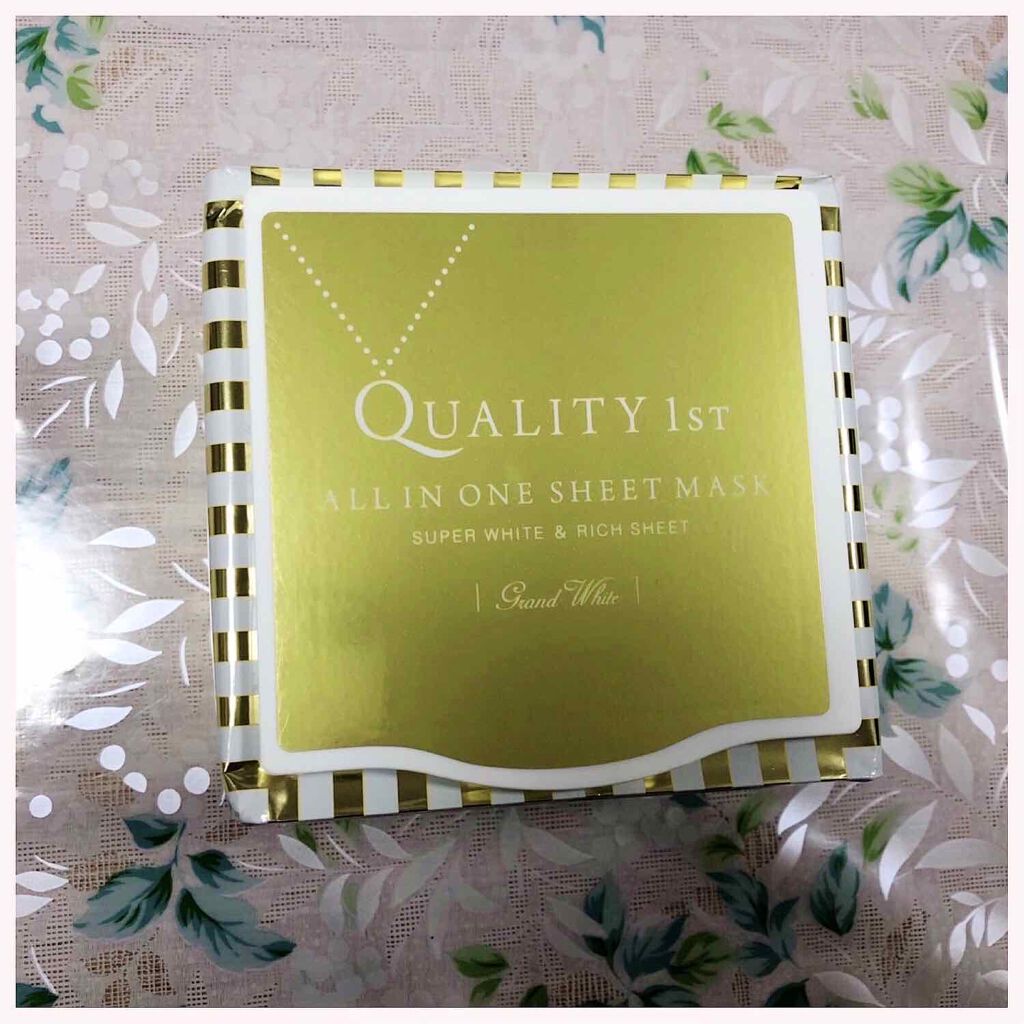 QUALITY 1ST
ALL IN ONE SHEET MASK
SUPER WHITE & RICH SHEET
Grand White